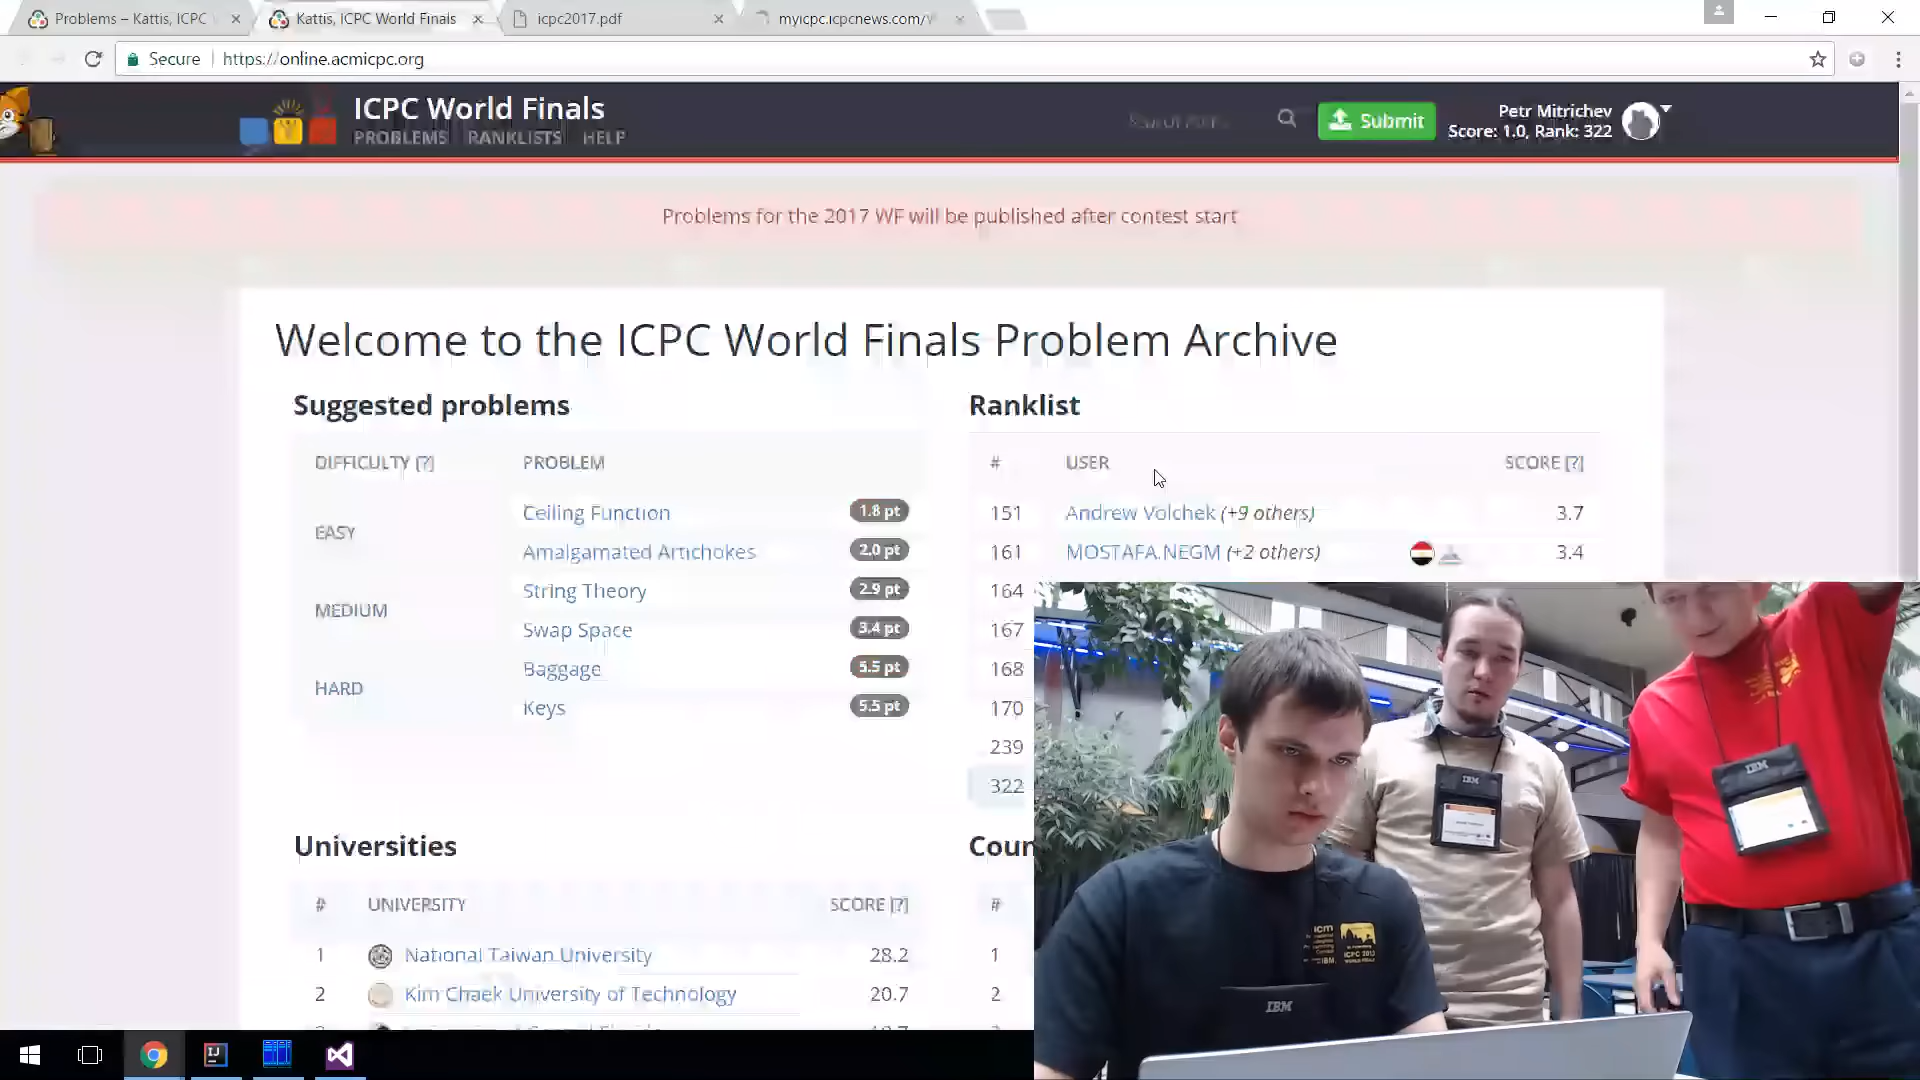 Problems – Kattis, ICPC
Kattis, ICPC World Finals
icpc2017.pdf
myicpc.icpcnews.com/
Secure
https://online.acmicpc.org
ICPC World Finals
PROBLEMS RANKLISTS HELP
Submit
Petr Mitrichev
Score: 1.0, Rank: 322
Problems for the 2017 WF will be published after contest start
Welcome to the ICPC World Finals Problem Archive
Suggested problems
DIFFICULTY [?] PROBLEM
EASY
Ceiling Function 1.8 pt
Amalgamated Artichokes 2.0 pt
MEDIUM
String Theory 2.9 pt
Swap Space 3.4 pt
HARD
Baggage 5.5 pt
Keys 5.5 pt
Ranklist
# USER SCORE [?]
151 Andrew Volchek (+9 others) 3.7
161 MOSTAFA.NEGM (+2 others) 3.4
164
167
168
170
239
322
Universities
# UNIVERSITY SCORE [?]
1 National Taiwan University 28.2
2 Kim Chaek University of Technology 20.7
Coun
#
1
2
IJ
IBM
IBM
icm
ICPC 2013
IBM